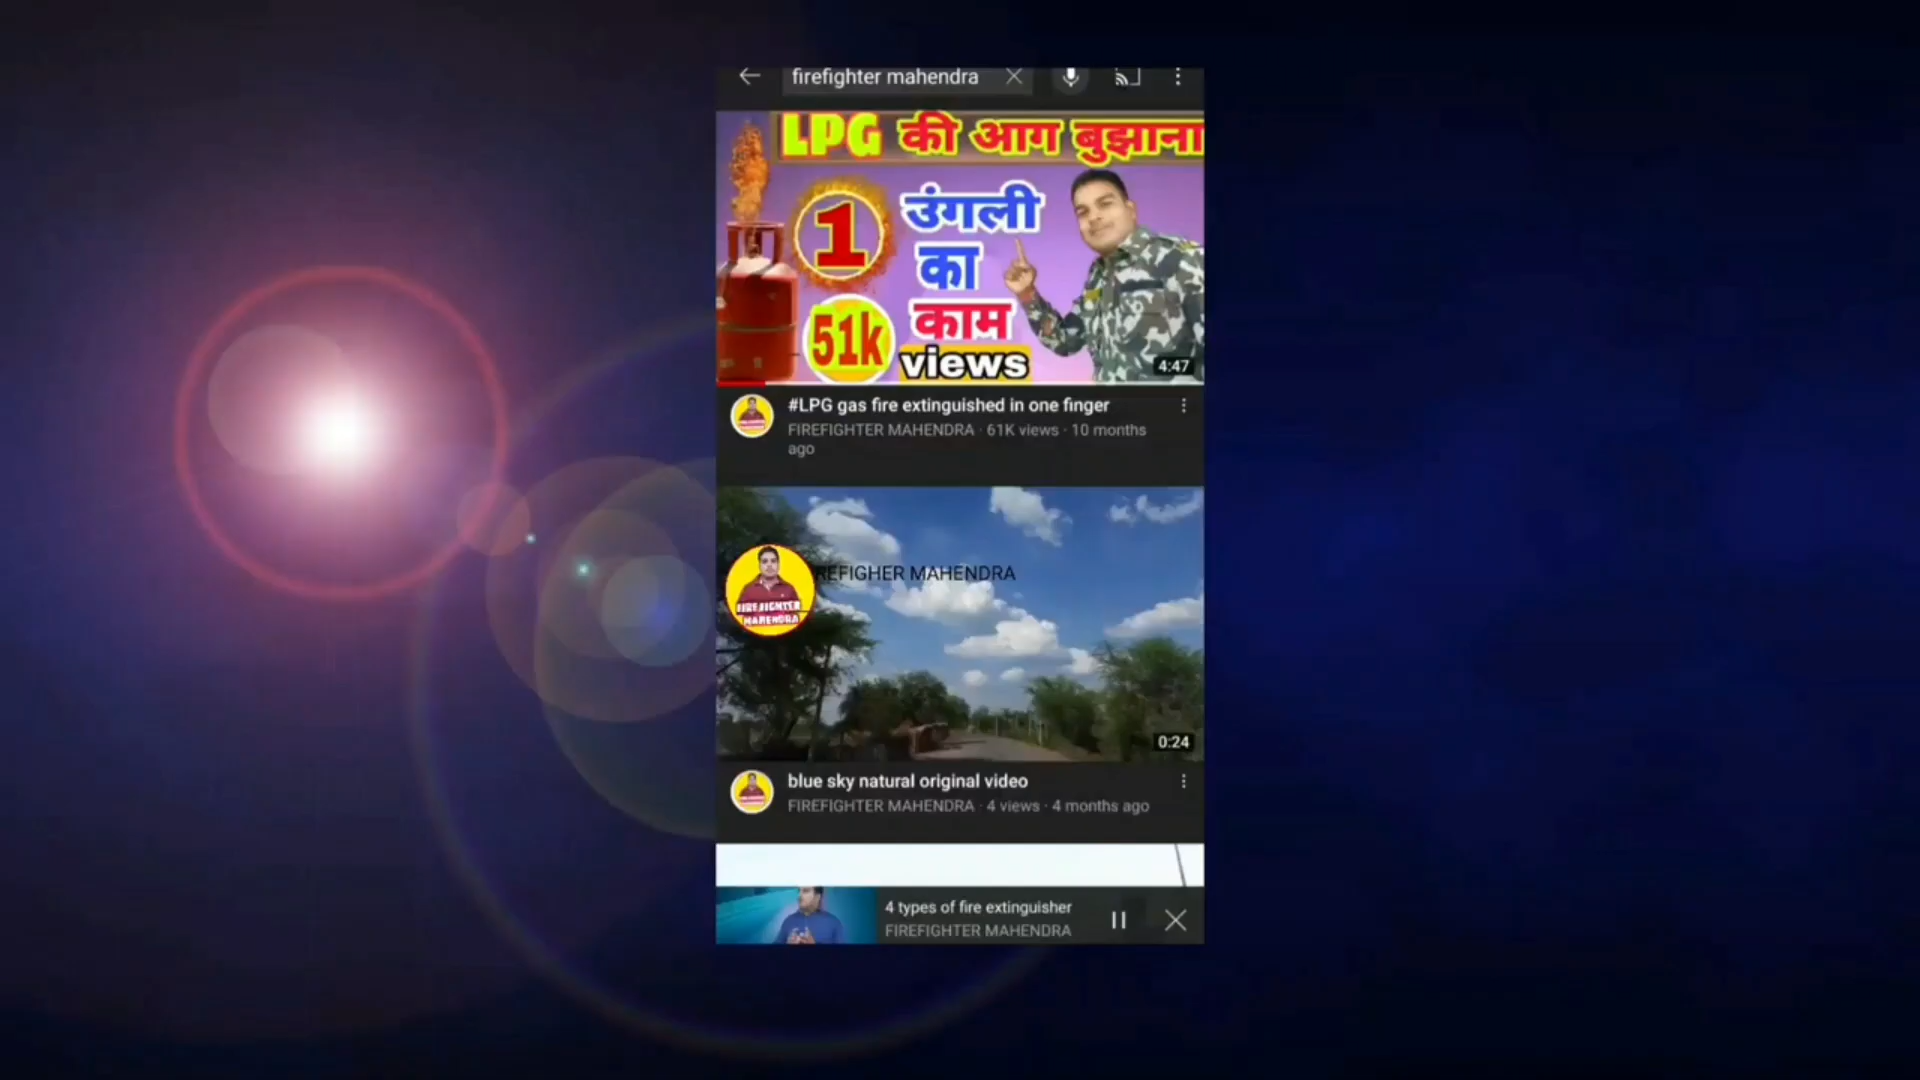 firefighter mahendra
LPG की आग बुझाना
1
उंगली
का
काम
51k
views
4:47
#LPG gas fire extinguished in one finger
FIREFIGHTER MAHENDRA · 61K views · 10 months
ago
REFIGHER MAHENDRA
FIREFIGHTER
MAHENDRA
0:24
blue sky natural original video
FIREFIGHTER MAHENDRA · 4 views · 4 months ago
4 types of fire extinguisher
FIREFIGHTER MAHENDRA